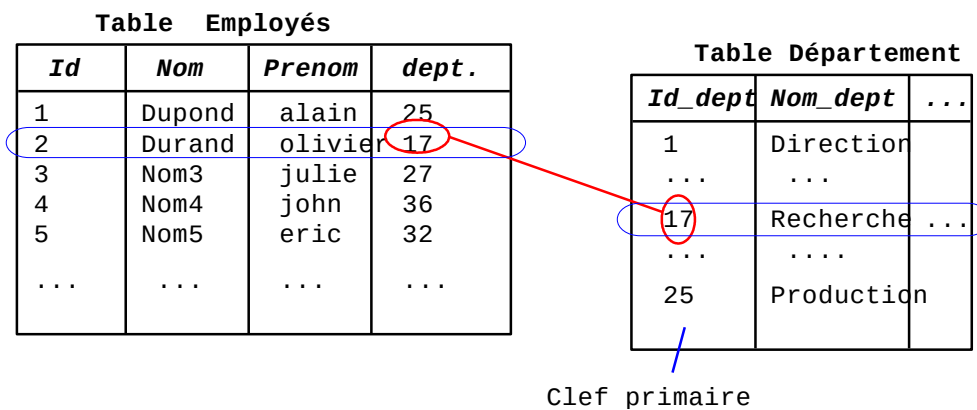 Table Employés
Id Nom Prenom dept.
1 Dupond alain 25
2 Durand olivier 17
3 Nom3 julie 27
4 Nom4 john 36
5 Nom5 eric 32
... ... ... ...
Table Département
Id_dept Nom_dept ...
1 Direction
... ...
17 Recherche ...
... ....
25 Production
Clef primaire